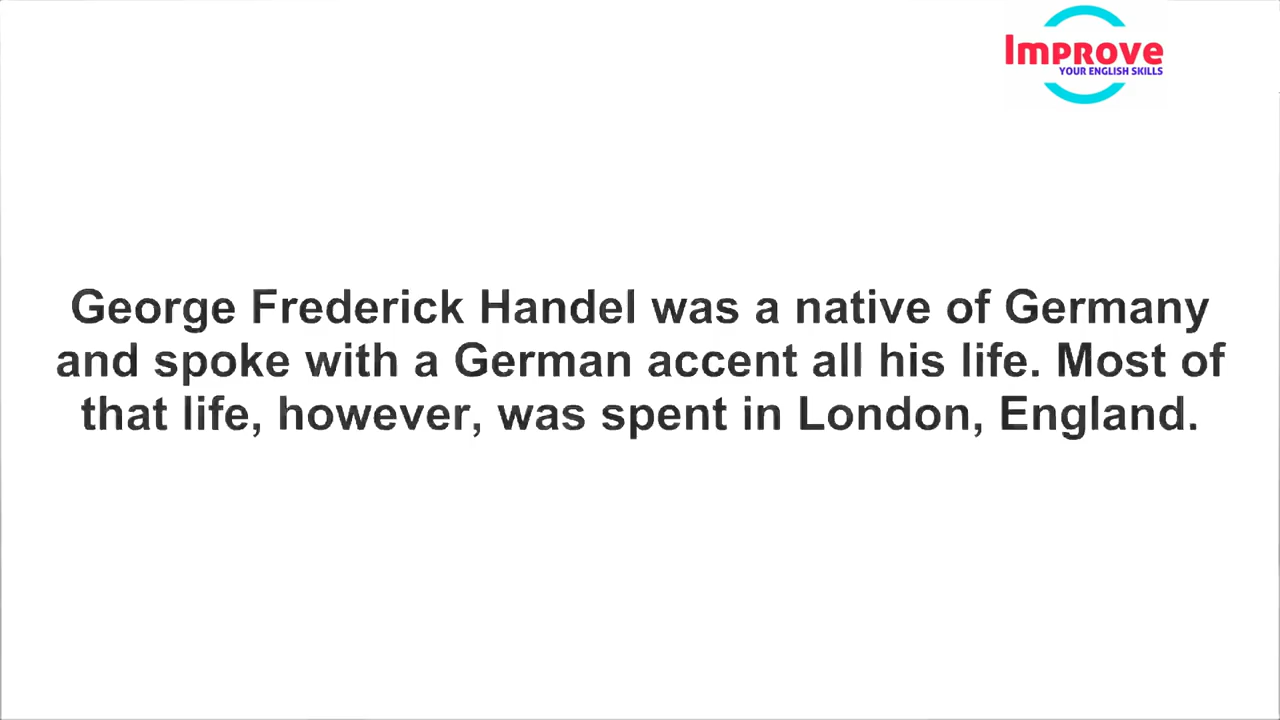 Improve
YOUR ENGLISH SKILLS
George Frederick Handel was a native of Germany
and spoke with a German accent all his life. Most of
that life, however, was spent in London, England.